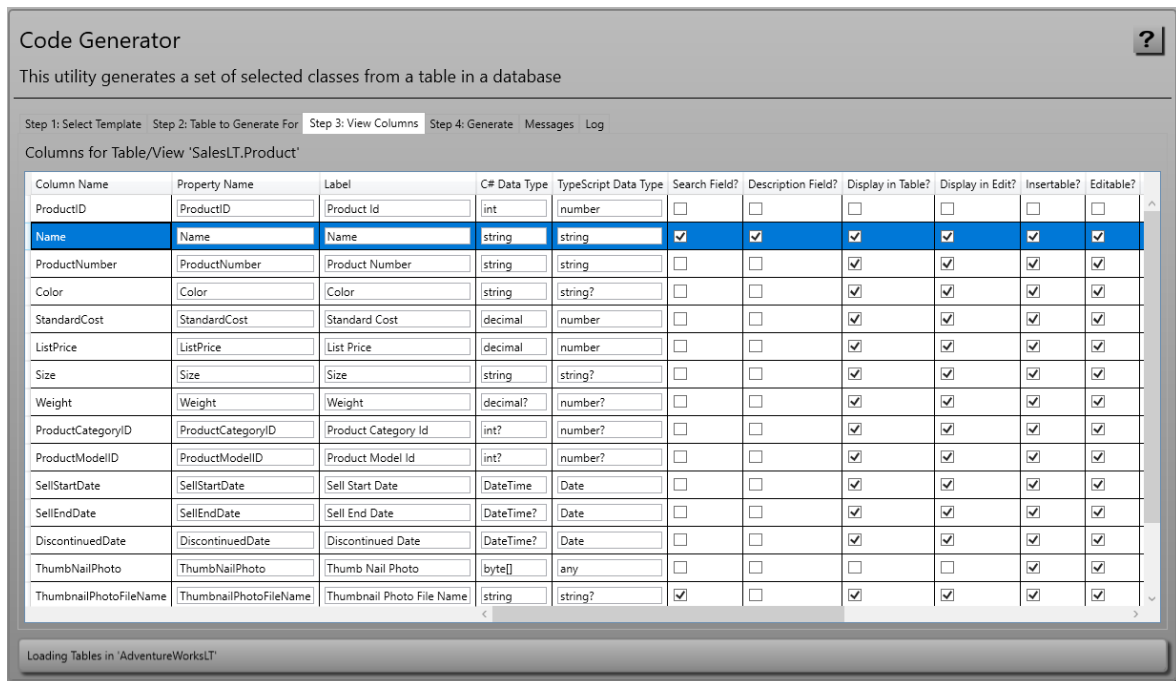 Code Generator
?
This utility generates a set of selected classes from a table in a database
Step 1: Select Template Step 2: Table to Generate For Step 3: View Columns Step 4: Generate Messages Log
Columns for Table/View 'SalesLT.Product'
Column Name Property Name Label C# Data Type TypeScript Data Type Search Field? Description Field? Display in Table? Display in Edit? Insertable? Editable?
ProductID ProductID Product Id int number
Name Name Name string string
ProductNumber ProductNumber Product Number string string
Color Color Color string string?
StandardCost StandardCost Standard Cost decimal number
ListPrice ListPrice List Price decimal number
Size Size Size string string?
Weight Weight Weight decimal? number?
ProductCategoryID ProductCategoryID Product Category Id int? number?
ProductModelID ProductModelID Product Model Id int? number?
SellStartDate SellStartDate Sell Start Date DateTime Date
SellEndDate SellEndDate Sell End Date DateTime? Date
DiscontinuedDate DiscontinuedDate Discontinued Date DateTime? Date
ThumbNailPhoto ThumbNailPhoto Thumb Nail Photo byte[] any
ThumbnailPhotoFileName ThumbnailPhotoFileName Thumbnail Photo File Name string string?
Loading Tables in 'AdventureWorksLT'